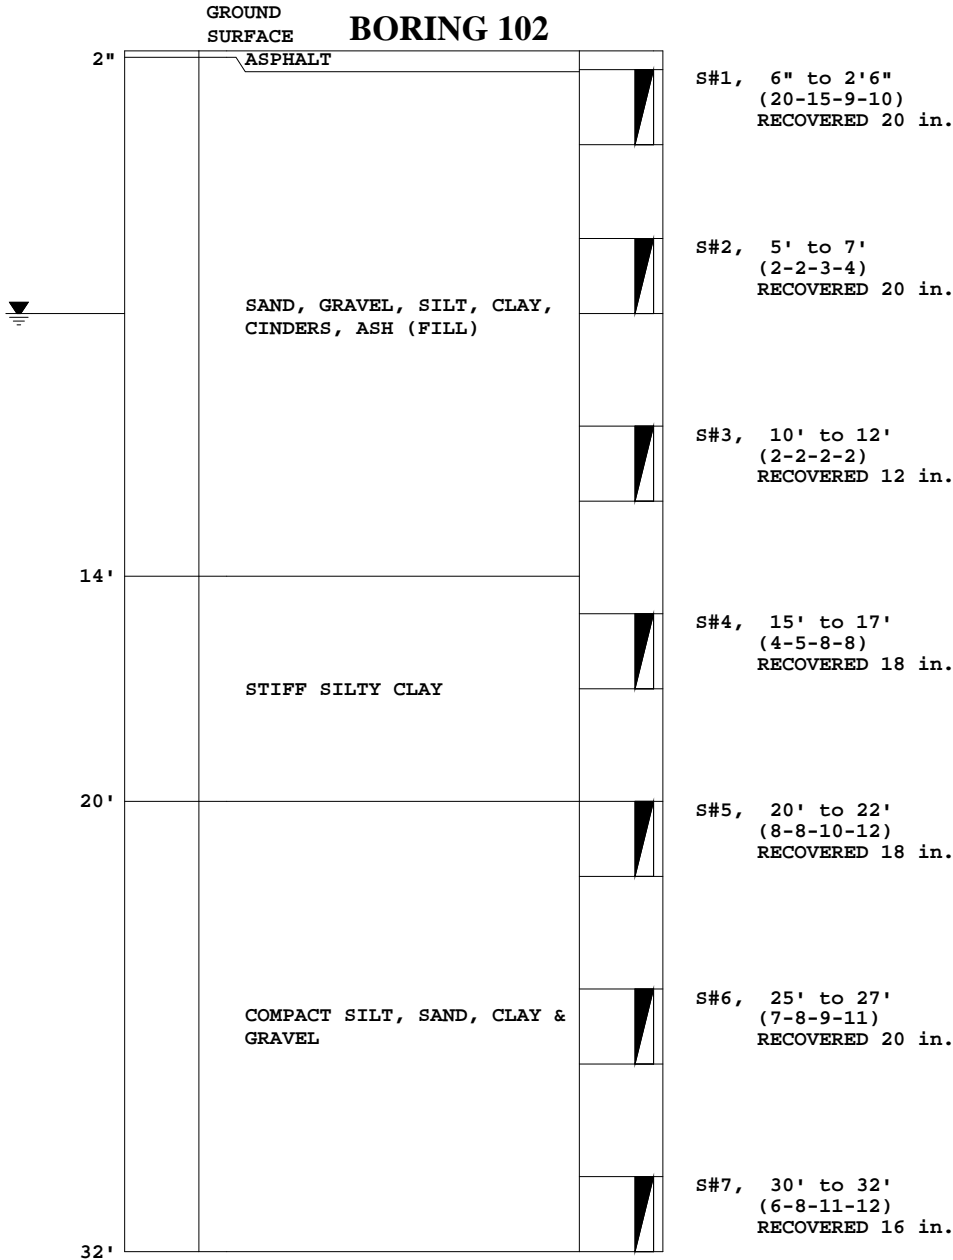 GROUND
SURFACE
BORING 102
2"
ASPHALT
S#1, 6" to 2'6"
(20-15-9-10)
RECOVERED 20 in.
S#2, 5' to 7'
(2-2-3-4)
RECOVERED 20 in.
SAND, GRAVEL, SILT, CLAY,
CINDERS, ASH (FILL)
S#3, 10' to 12'
(2-2-2-2)
RECOVERED 12 in.
14'
S#4, 15' to 17'
(4-5-8-8)
RECOVERED 18 in.
STIFF SILTY CLAY
20'
S#5, 20' to 22'
(8-8-10-12)
RECOVERED 18 in.
S#6, 25' to 27'
(7-8-9-11)
RECOVERED 20 in.
COMPACT SILT, SAND, CLAY &
GRAVEL
S#7, 30' to 32'
(6-8-11-12)
RECOVERED 16 in.
32'